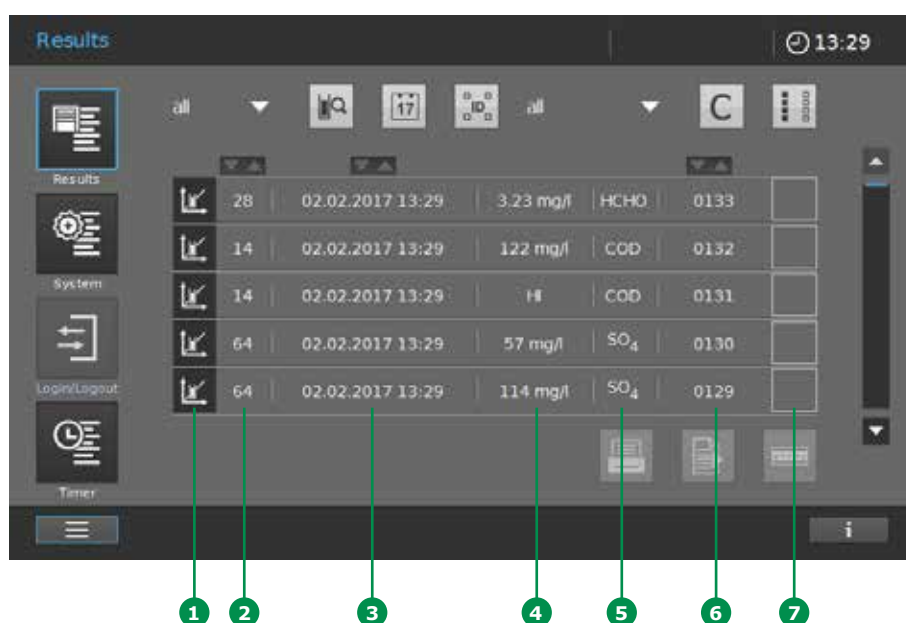 Results 13:29
all 17 ID all C
Results
28 02.02.2017 13:29 3.23 mg/l HCHO 0133
14 02.02.2017 13:29 122 mg/l COD 0132
System
14 02.02.2017 13:29 HI COD 0131
64 02.02.2017 13:29 57 mg/l SO₄ 0130
Login/Logout
64 02.02.2017 13:29 114 mg/l SO₄ 0129
Timer
i
1 2 3 4 5 6 7